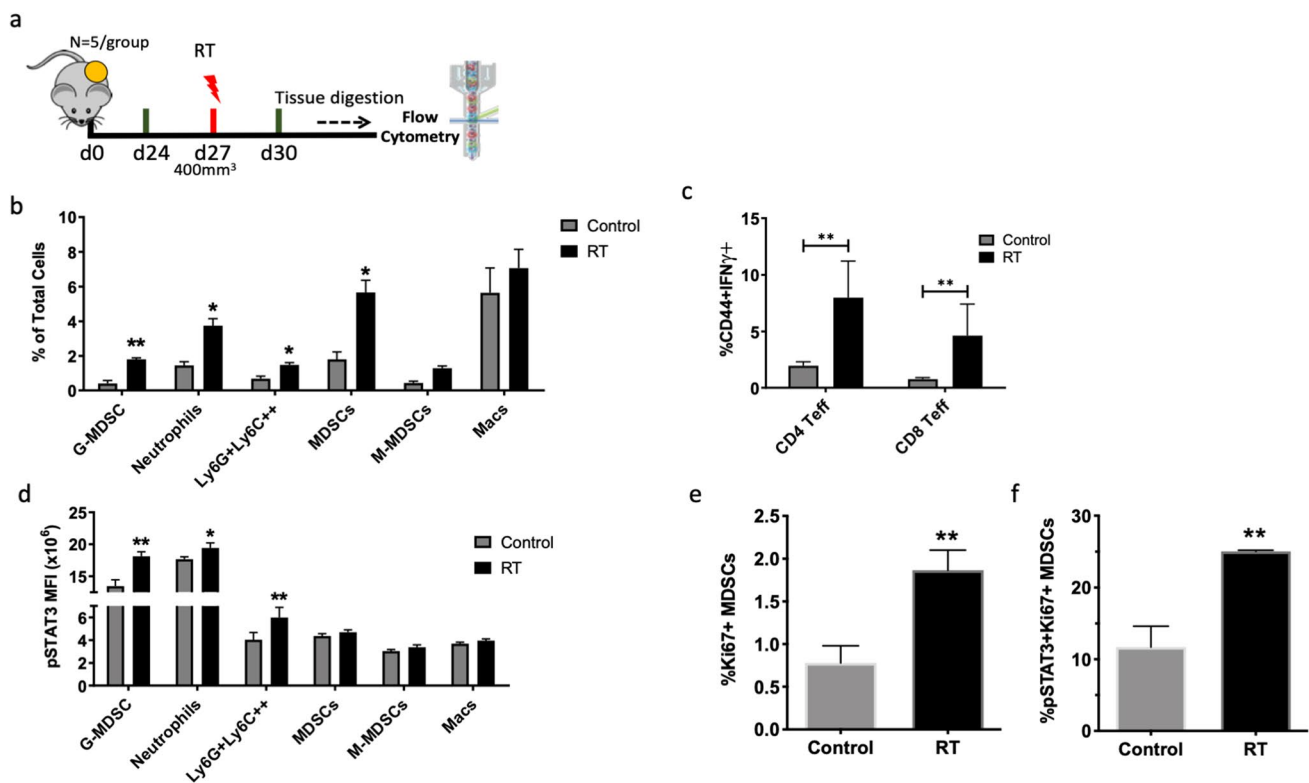 a
N=5/group
RT
Tissue digestion
Flow
Cytometry
d0 d24 d27 d30
400mm³
b
% of Total Cells
10
8
6
4
2
0
Control
RT
**
*
*
*
G-MDSC
Neutrophils
Ly6G+Ly6C++
MDSCs
M-MDSCs
Macs
c
%CD44+IFNγ+
15
10
5
0
Control
RT
**
**
CD4 Teff
CD8 Teff
d
pSTAT3 MFI (x10⁶)
25
20
15
6
4
2
0
Control
RT
**
*
**
G-MDSC
Neutrophils
Ly6G+Ly6C++
MDSCs
M-MDSCs
Macs
e
%Ki67+ MDSCs
2.5
2.0
1.5
1.0
0.5
0.0
**
Control RT
f
%pSTAT3+Ki67+ MDSCs
30
20
10
0
**
Control RT